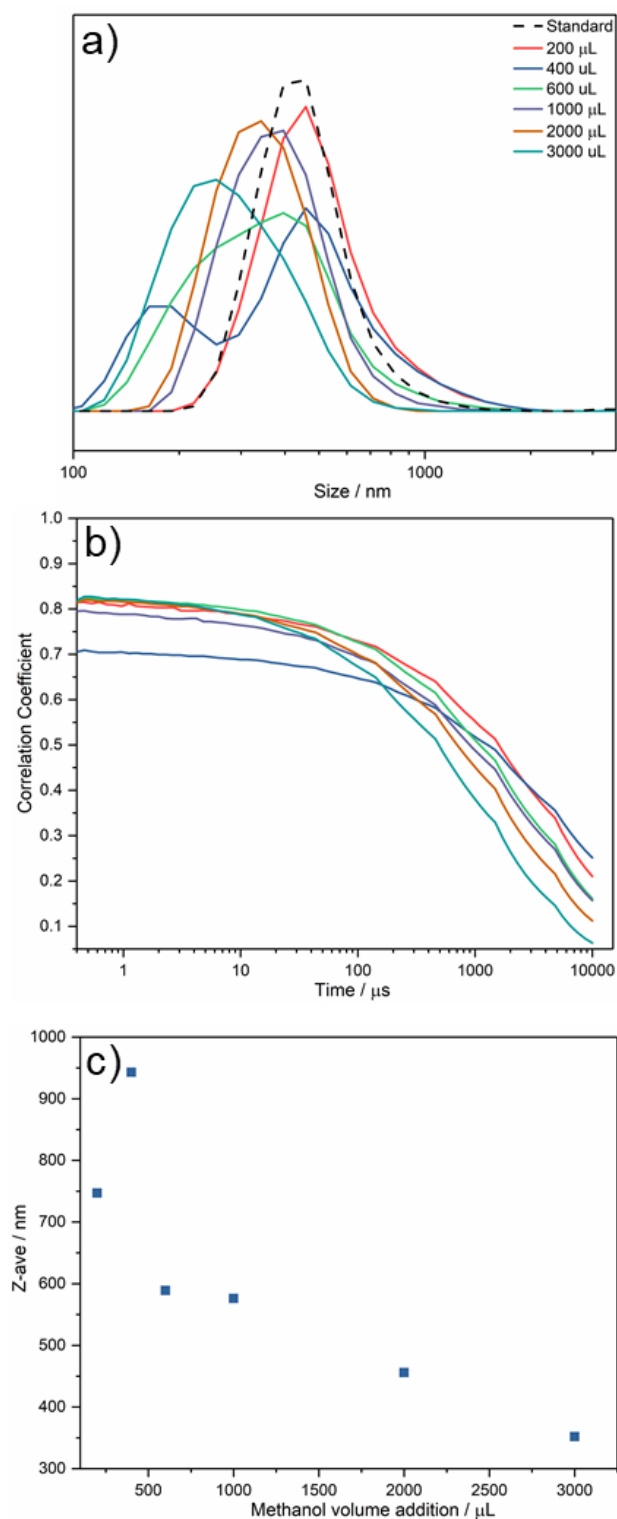 a)
Standard
200 μL
400 uL
600 uL
1000 μL
2000 μL
3000 uL
100
1000
Size / nm
b)
1.0
0.9
0.8
0.7
0.6
0.5
0.4
0.3
0.2
0.1
Correlation Coefficient
1
10
100
1000
10000
Time / μs
c)
1000
900
800
700
600
500
400
300
Z-ave / nm
500
1000
1500
2000
2500
3000
Methanol volume addition / μL